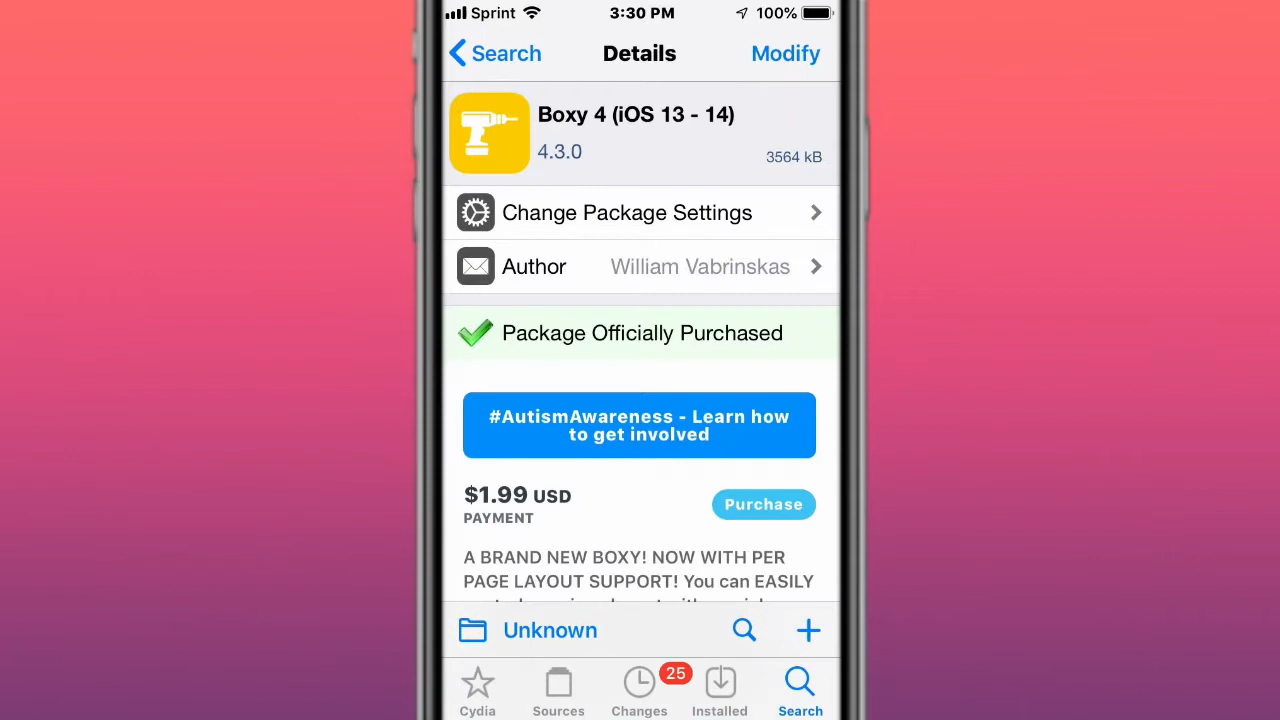 Sprint 3:30 PM 100%
Search Details Modify
Boxy 4 (iOS 13 - 14)
4.3.0 3564 kB
Change Package Settings
Author William Vabrinskas
Package Officially Purchased
#AutismAwareness - Learn how
to get involved
$1.99 USD
PAYMENT
Purchase
A BRAND NEW BOXY! NOW WITH PER
PAGE LAYOUT SUPPORT! You can EASILY
Unknown
25
Cydia Sources Changes Installed Search